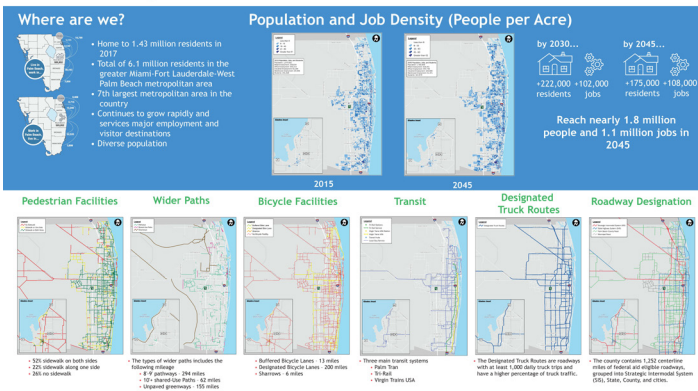 Where are we?
• Home to 1.43 million residents in
2017
• Total of 6.1 million residents in the
greater Miami-Fort Lauderdale-West
Palm Beach metropolitan area
• 7th largest metropolitan area in the
country
• Continues to grow rapidly and
services major employment and
visitor destinations
• Diverse population
Population and Job Density (People per Acre)
2015
2045
by 2030...
+222,000
residents
+102,000
jobs
by 2045...
+175,000
residents
+108,000
jobs
Reach nearly 1.8 million
people and 1.1 million jobs in
2045
Pedestrian Facilities
• 52% sidewalk on both sides
• 22% sidewalk along one side
• 26% no sidewalk
Wider Paths
• The types of wider paths includes the
following mileage
• 8'-9' pathways - 294 miles
• 10'+ shared-Use Paths - 62 miles
• Unpaved greenways - 155 miles
Bicycle Facilities
• Buffered Bicycle Lanes - 13 miles
• Designated Bicycle Lanes - 200 miles
• Sharrows - 6 miles
Transit
• Three main transit systems
• Palm Tran
• Tri-Rail
• Virgin Trains USA
Designated
Truck Routes
• The Designated Truck Routes are roadways
with at least 1,000 daily truck trips and
have a higher percentage of truck traffic.
Roadway Designation
• The county contains 1,252 centerline
miles of federal aid eligible roadways,
grouped into Strategic Intermodal System
(SIS), State, County, and cities.